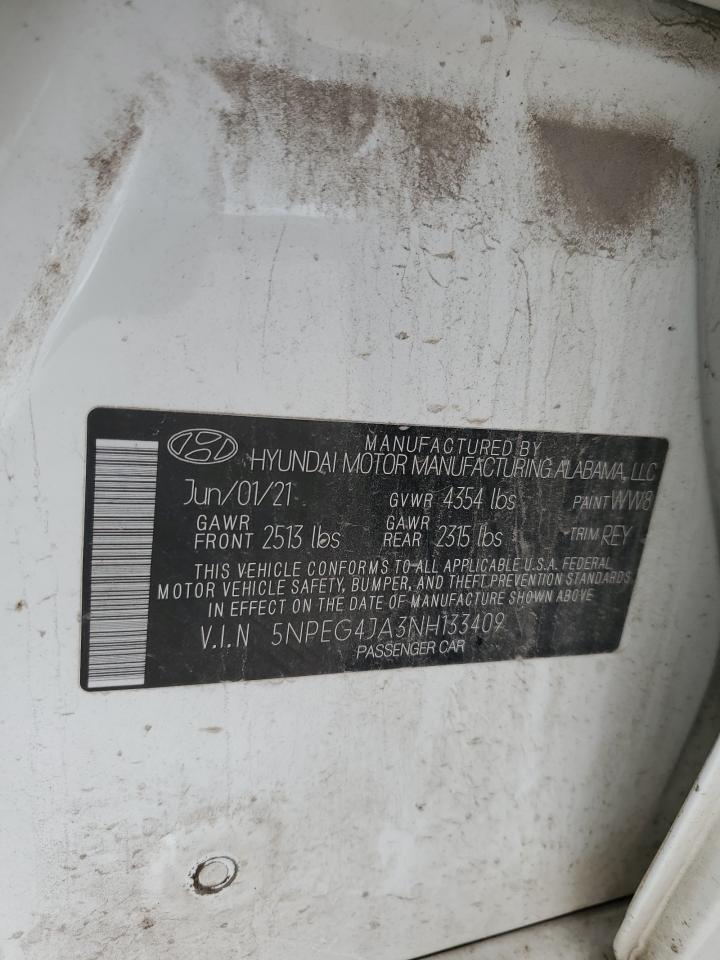 MANUFACTURED BY
HYUNDAI MOTOR MANUFACTURING ALABAMA, LLC
Jun/01/21 GVWR 4354 lbs PAINT WW8
GAWR FRONT 2513 lbs GAWR REAR 2315 lbs TRIM REY
THIS VEHICLE CONFORMS TO ALL APPLICABLE U.S.A. FEDERAL
MOTOR VEHICLE SAFETY, BUMPER, AND THEFT PREVENTION STANDARDS
IN EFFECT ON THE DATE OF MANUFACTURE SHOWN ABOVE
V.I.N 5NPEG4JA3NH133409
PASSENGER CAR